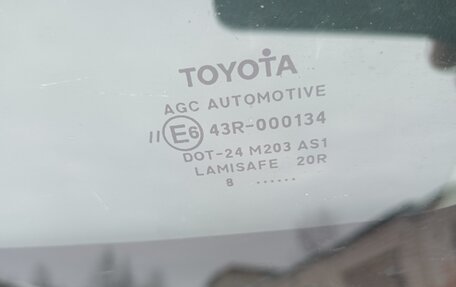 TOYOTA
AGC AUTOMOTIVE
II E6 43R-000134
DOT-24 M203 AS1
LAMISAFE 20R
8 ......